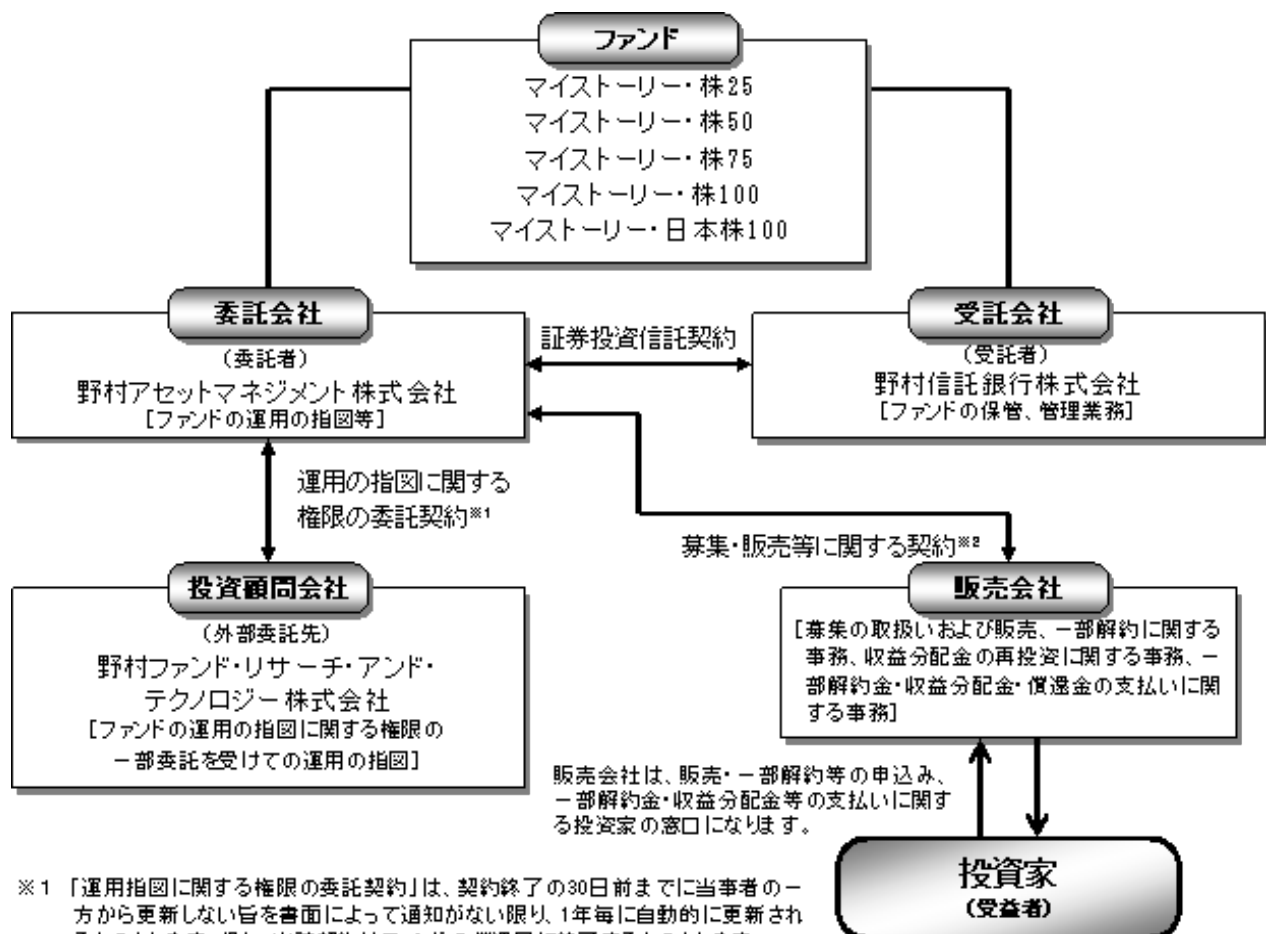 ファンド
マイストーリー・株25
マイストーリー・株50
マイストーリー・株75
マイストーリー・株100
マイストーリー・日本株100
委託会社
(委託者)
野村アセットマネジメント株式会社
[ファンドの運用の指図等]
証券投資信託契約
受託会社
(受託者)
野村信託銀行株式会社
[ファンドの保管、管理業務]
運用の指図に関する
権限の委託契約※1
募集・販売等に関する契約※2
投資顧問会社
(外部委託先)
野村ファンド・リサーチ・アンド・
テクノロジー株式会社
[ファンドの運用の指図に関する権限の
一部委託を受けての運用の指図]
販売会社
[募集の取扱いおよび販売、一部解約に関する
事務、収益分配金の再投資に関する事務、一
部解約金・収益分配金・償還金の支払いに関
する事務]
販売会社は、販売・一部解約等の申込み、
一部解約金・収益分配金等の支払いに関す
る投資家の窓口になります。
投資家
(受益者)
※1 「運用指図に関する権限の委託契約」は、契約終了の30日前までに当事者の一
方から更新しない旨を書面によって通知がない限り、1年毎に自動的に更新され